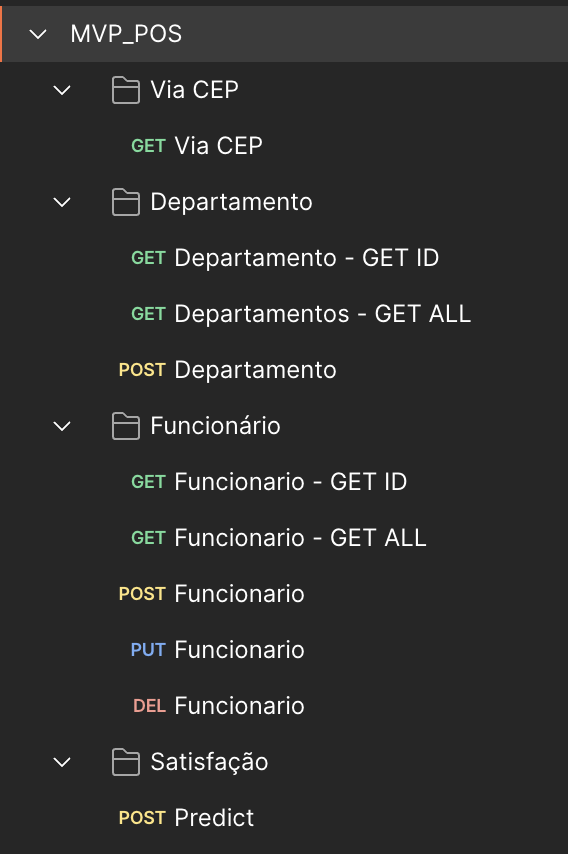 MVP_POS
Via CEP
GET Via CEP
Departamento
GET Departamento - GET ID
GET Departamentos - GET ALL
POST Departamento
Funcionário
GET Funcionario - GET ID
GET Funcionario - GET ALL
POST Funcionario
PUT Funcionario
DEL Funcionario
Satisfação
POST Predict